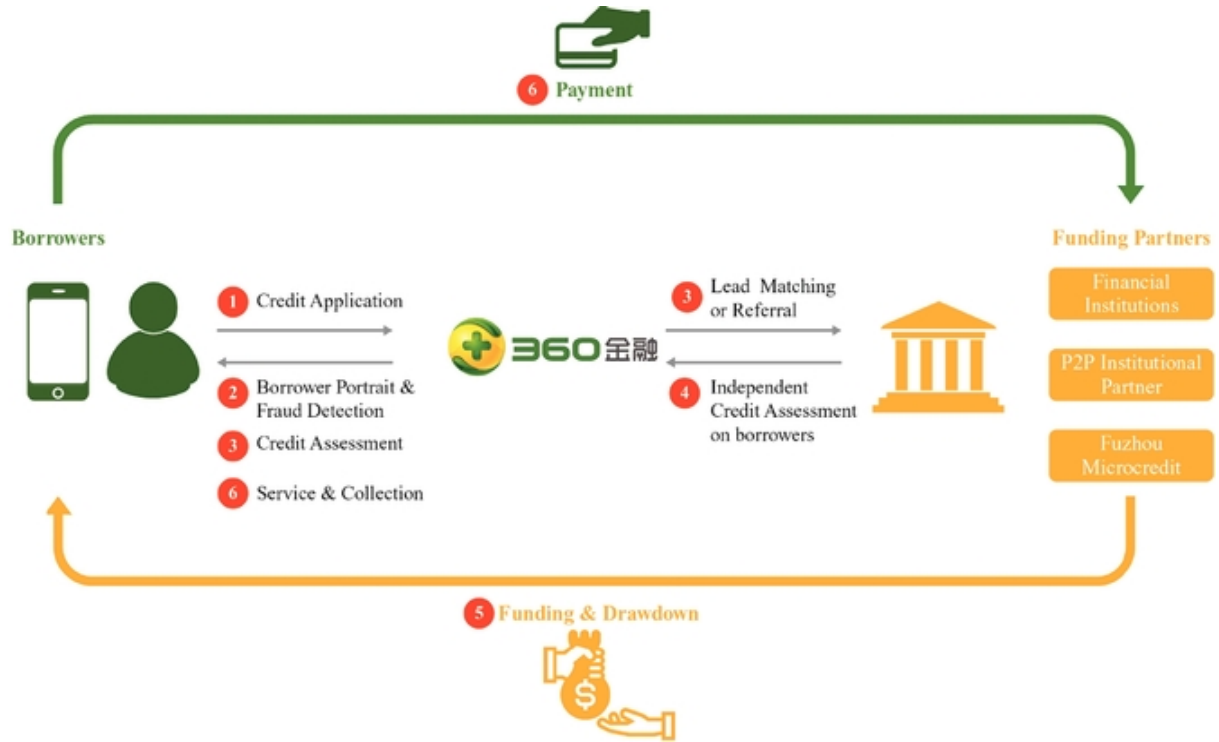 6 Payment
Borrowers
Funding Partners
1 Credit Application
2 Borrower Portrait &
Fraud Detection
3 Credit Assessment
6 Service & Collection
360金融
3 Lead Matching
or Referral
4 Independent
Credit Assessment
on borrowers
Financial
Institutions
P2P Institutional
Partner
Fuzhou
Microcredit
5 Funding & Drawdown
$